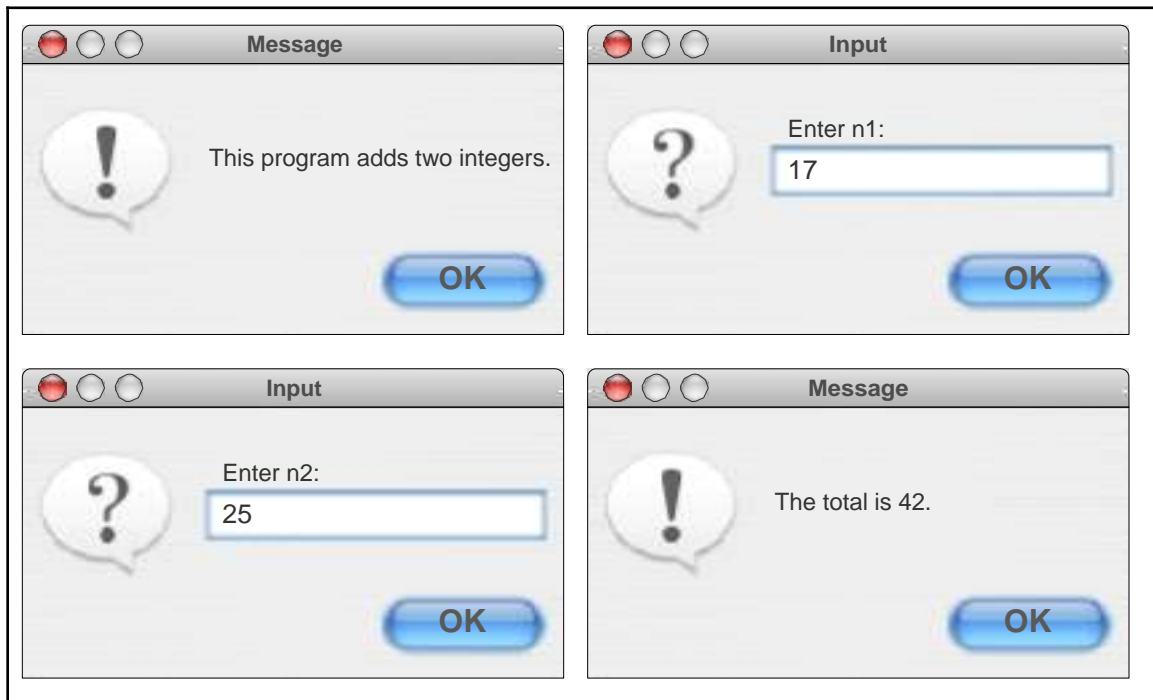 Message
This program adds two integers.
OK
Input
Enter n1:
17
OK
Input
Enter n2:
25
OK
Message
The total is 42.
OK